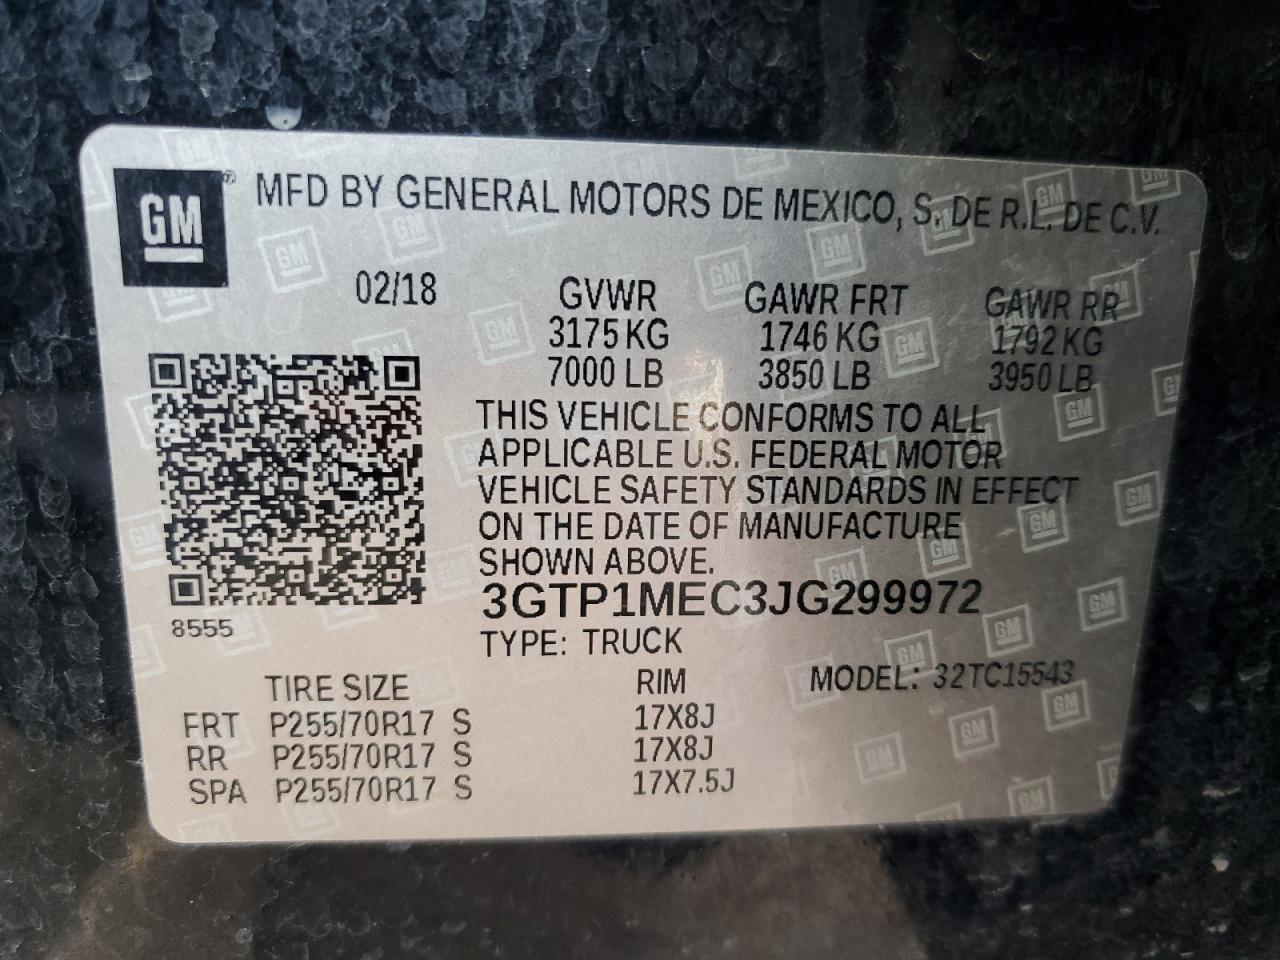 GM® MFD BY GENERAL MOTORS DE MEXICO, S. DE R.L. DE C.V.
02/18 GVWR GAWR FRT GAWR RR
3175 KG 1746 KG 1792 KG
7000 LB 3850 LB 3950 LB
THIS VEHICLE CONFORMS TO ALL
APPLICABLE U.S. FEDERAL MOTOR
VEHICLE SAFETY STANDARDS IN EFFECT
ON THE DATE OF MANUFACTURE
SHOWN ABOVE.
3GTP1MEC3JG299972
8555
TYPE: TRUCK
TIRE SIZE RIM MODEL: 32TC15543
FRT P255/70R17 S 17X8J
RR P255/70R17 S 17X8J
SPA P255/70R17 S 17X7.5J